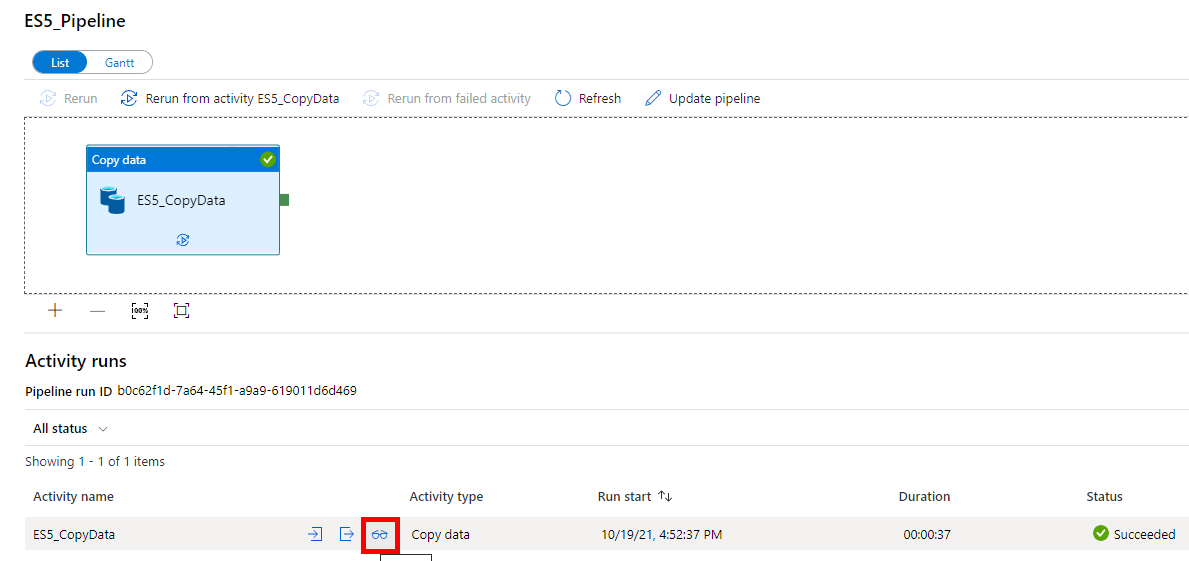 ES5_Pipeline
List Gantt
Rerun Rerun from activity ES5_CopyData Rerun from failed activity Refresh Update pipeline
Copy data
ES5_CopyData
100%
Activity runs
Pipeline run ID b0c62f1d-7a64-45f1-a9a9-619011d6d469
All status
Showing 1 - 1 of 1 items
Activity name Activity type Run start Duration Status
ES5_CopyData Copy data 10/19/21, 4:52:37 PM 00:00:37 Succeeded